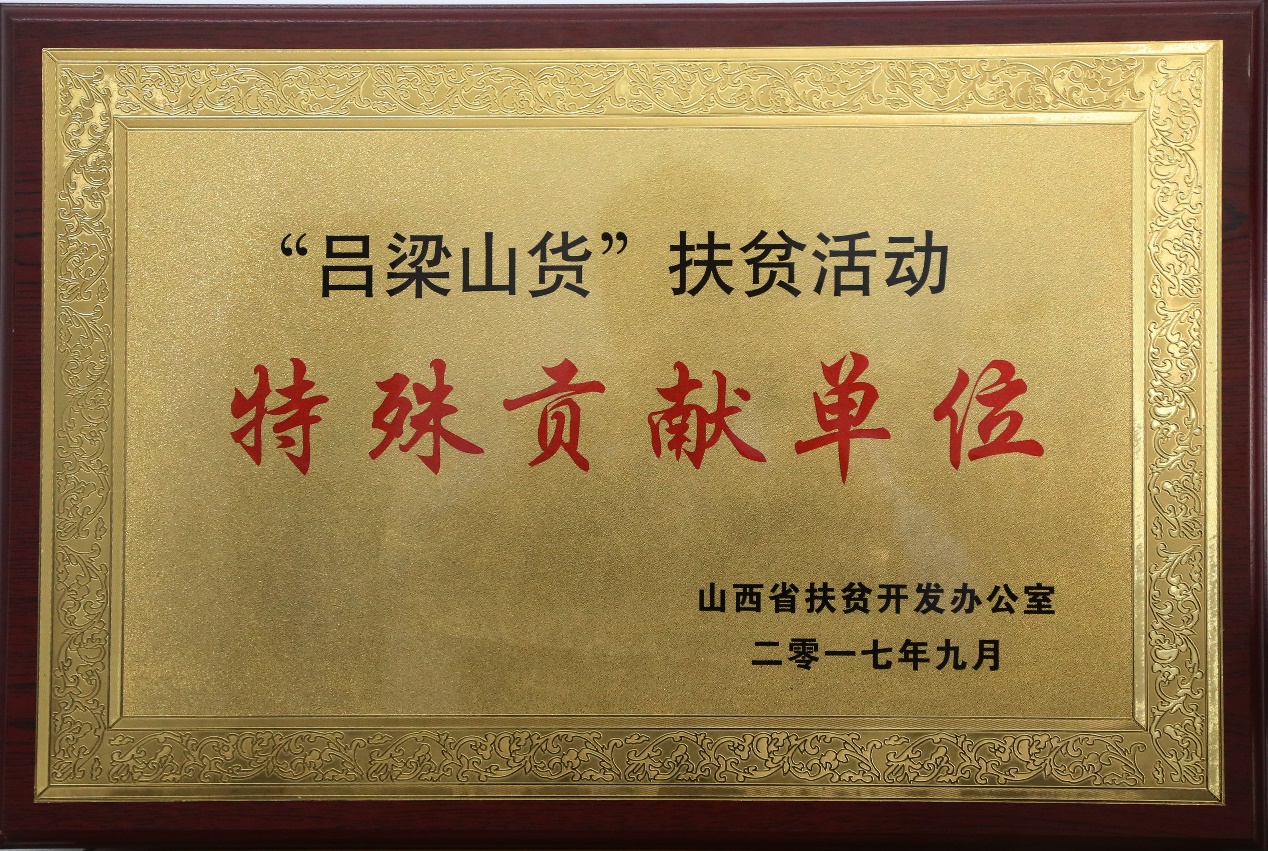 “吕梁山货”扶贫活动
特殊贡献单位
山西省扶贫开发办公室
二零一七年九月